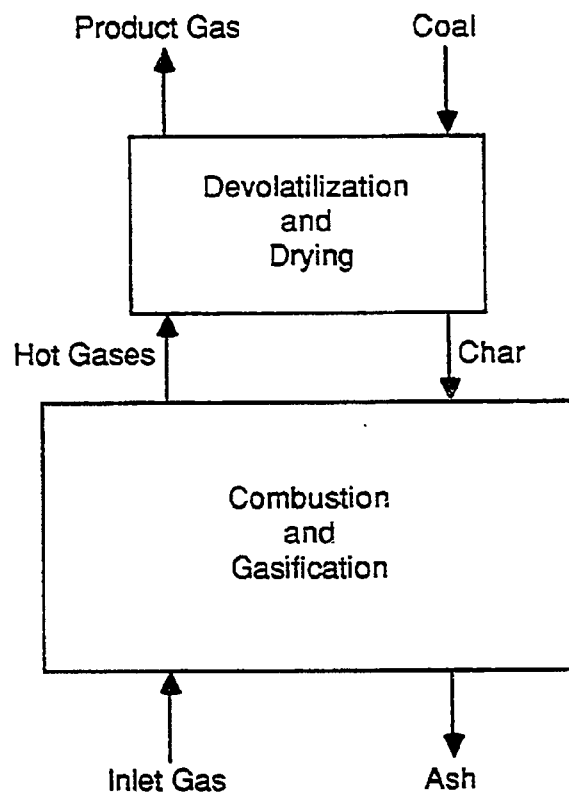 Product Gas
Coal
Devolatilization
and
Drying
Hot Gases
Char
Combustion
and
Gasification
Inlet Gas
Ash